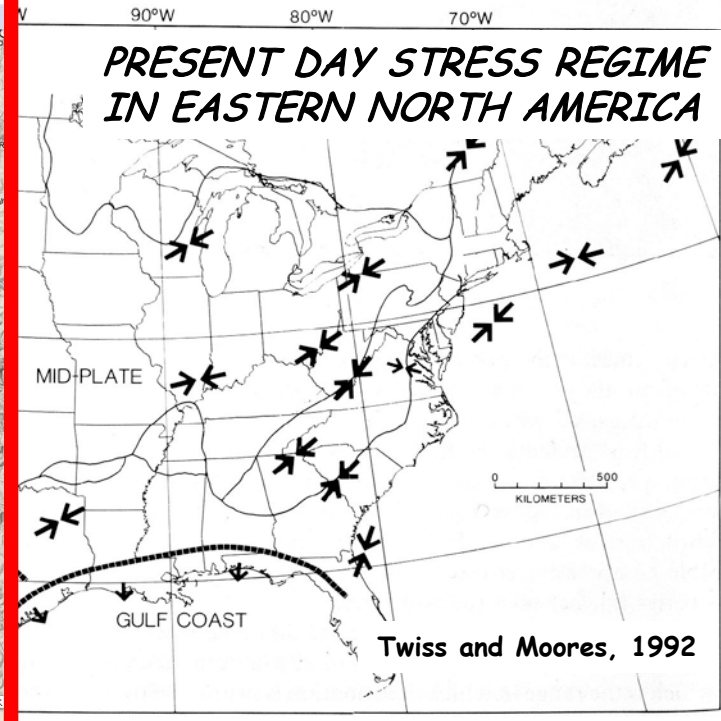 W 90°W 80°W 70°W
PRESENT DAY STRESS REGIME
IN EASTERN NORTH AMERICA
MID-PLATE
0 500
KILOMETERS
GULF COAST
Twiss and Moores, 1992